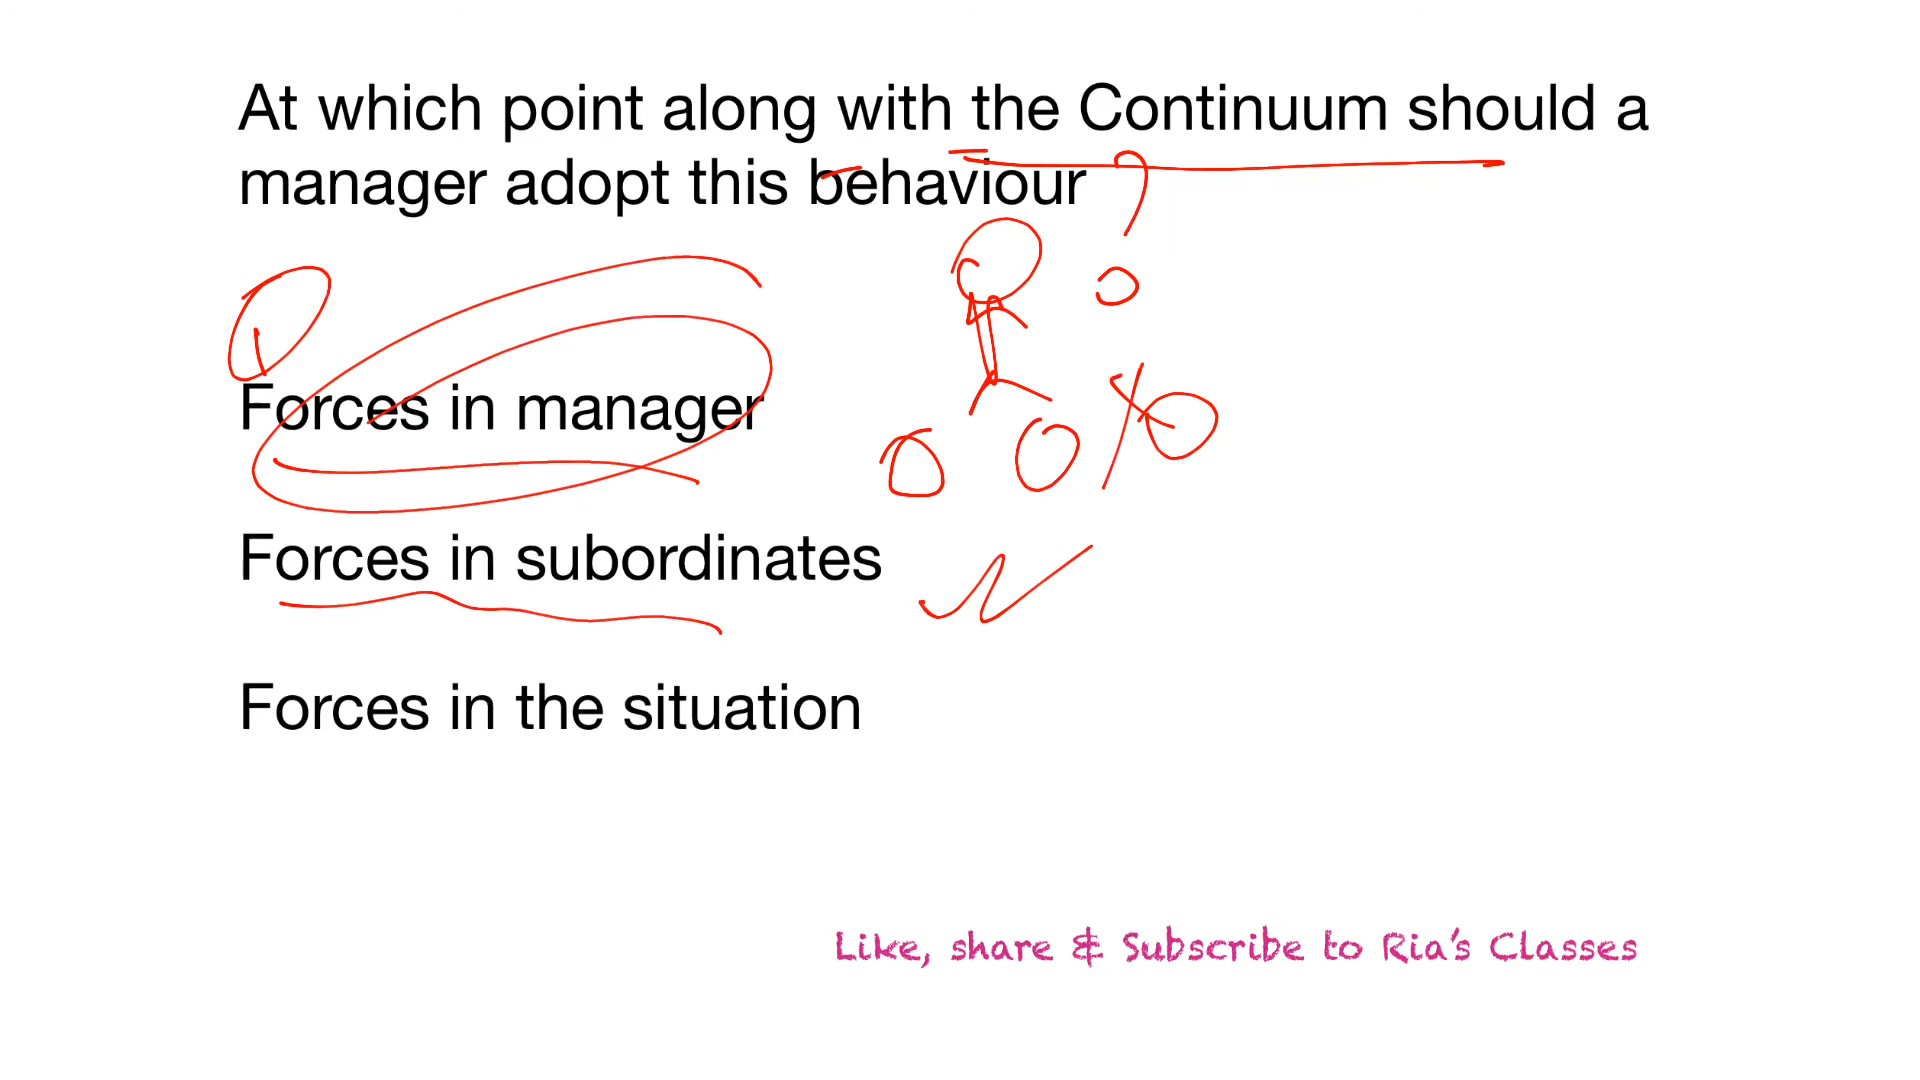 At which point along with the Continuum should a
manager adopt this behaviour
Forces in manager
Forces in subordinates
Forces in the situation
Like, share & Subscribe to Ria's Classes